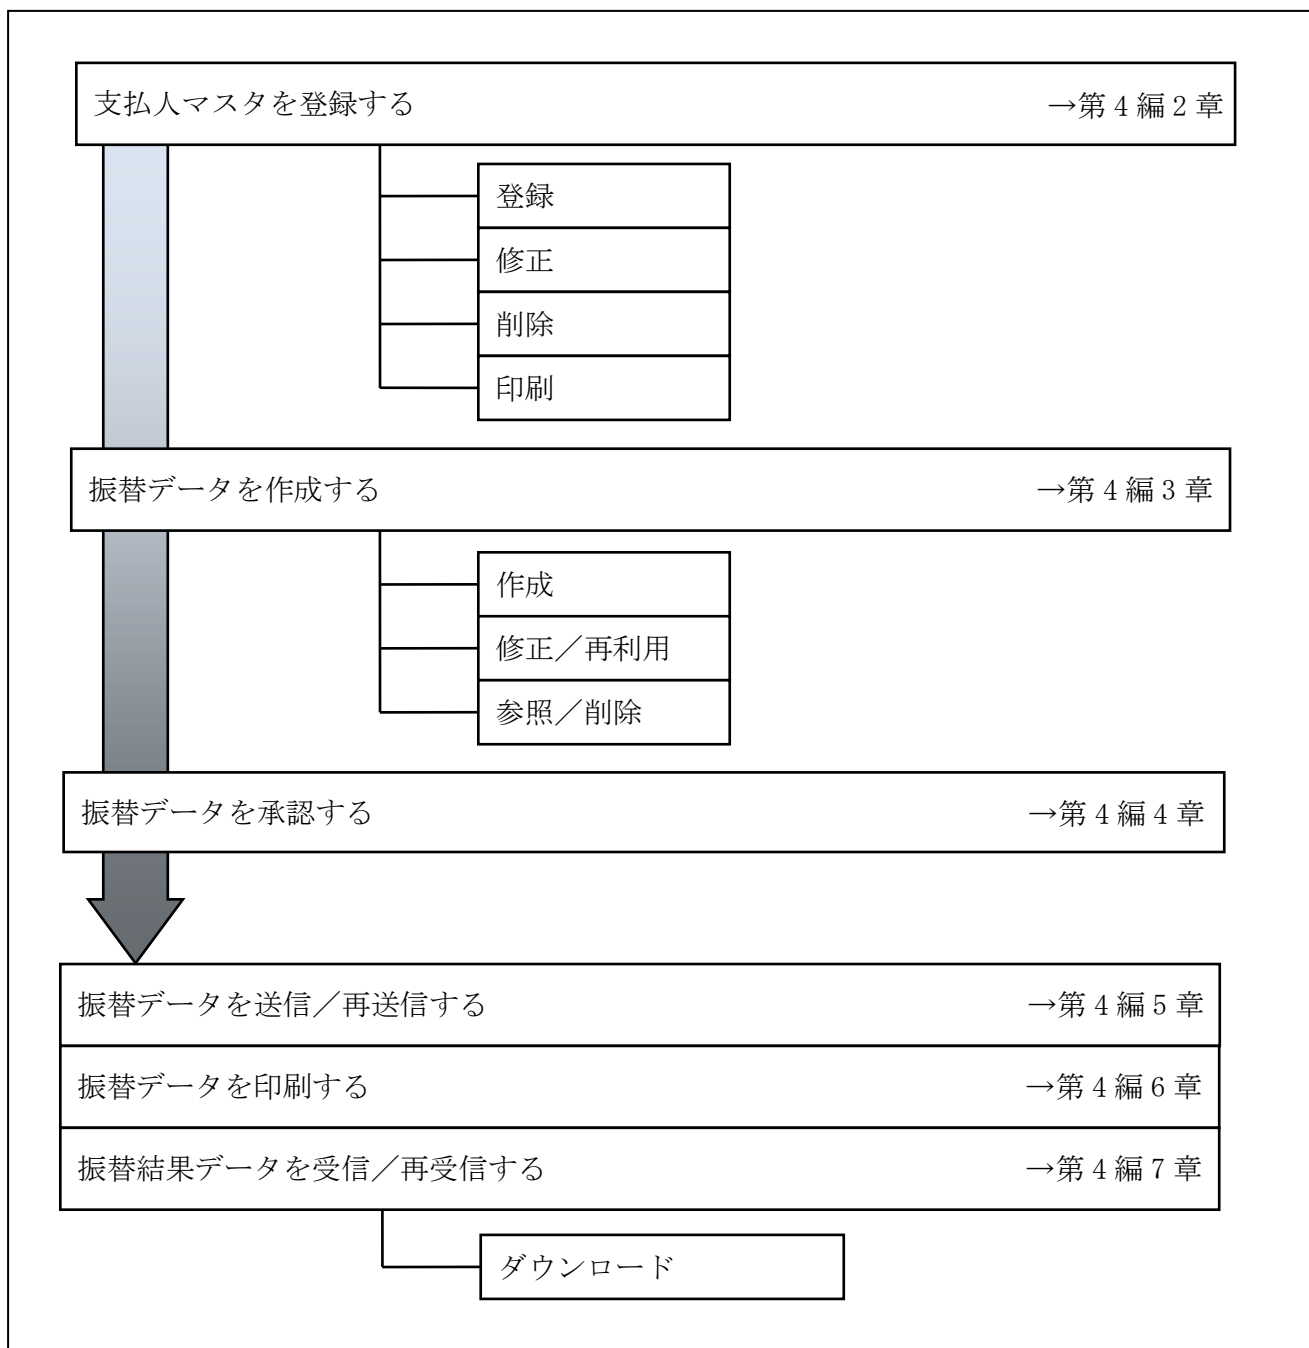 支払人マスタを登録する →第4編2章
登録
修正
削除
印刷
振替データを作成する →第4編3章
作成
修正／再利用
参照／削除
振替データを承認する →第4編4章
振替データを送信／再送信する →第4編5章
振替データを印刷する →第4編6章
振替結果データを受信／再受信する →第4編7章
ダウンロード